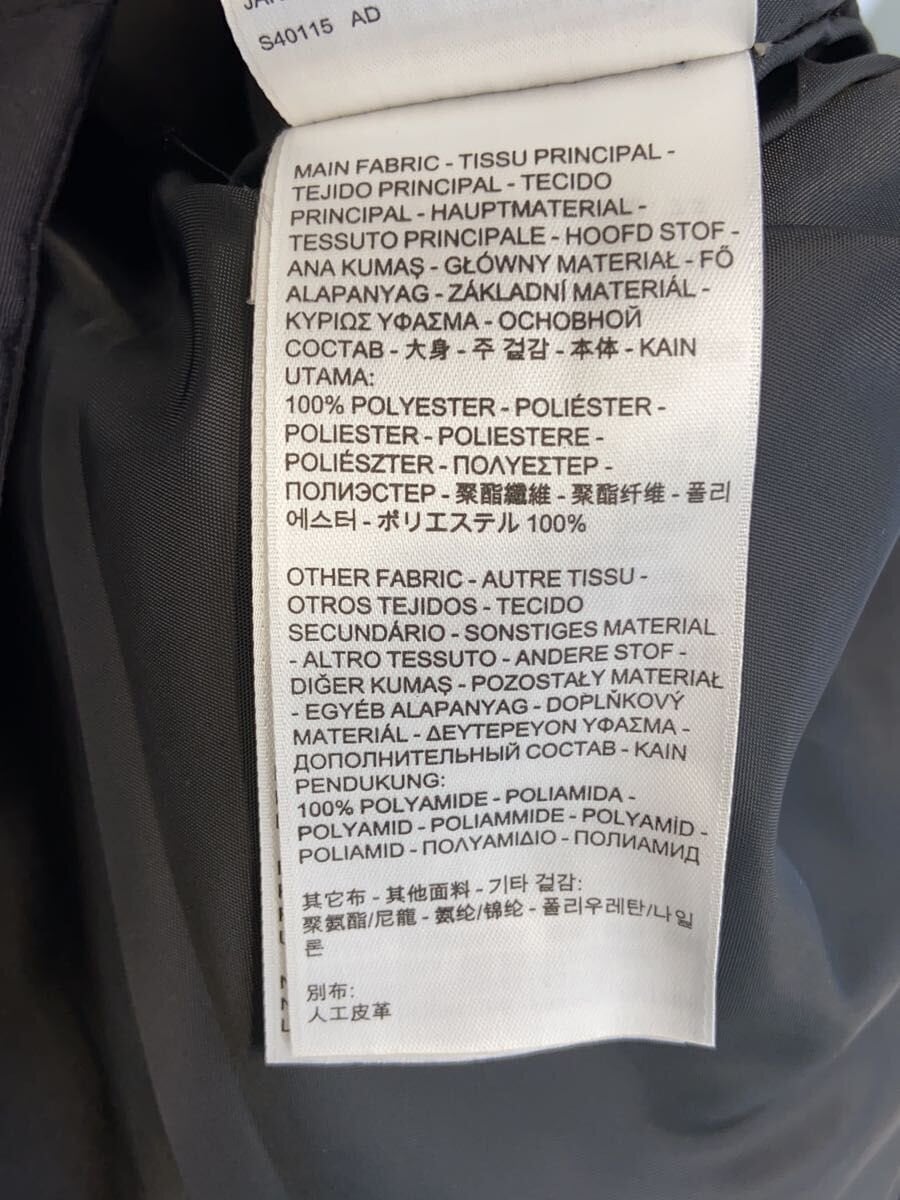 S40115 AD
MAIN FABRIC - TISSU PRINCIPAL -
TEJIDO PRINCIPAL - TECIDO
PRINCIPAL - HAUPTMATERIAL -
TESSUTO PRINCIPALE - HOOFD STOF -
ANA KUMAŞ - GŁÓWNY MATERIAŁ - FŐ
ALAPANYAG - ZÁKLADNÍ MATERIÁL -
ΚΥΡΙΩΣ ΥΦΑΣΜΑ - ОСНОВНОЙ
СОСТАВ - 大身 - 주 겉감 - 本体 - KAIN
UTAMA:
100% POLYESTER - POLIÉSTER -
POLIESTER - POLIESTERE -
POLIÉSZTER - ΠΟΛΥΕΣΤΕΡ -
ПОЛИЭСТЕР - 聚酯纖維 - 聚酯纤维 - 폴리
에스터 - ポリエステル 100%
OTHER FABRIC - AUTRE TISSU -
OTROS TEJIDOS - TECIDO
SECUNDÁRIO - SONSTIGES MATERIAL
- ALTRO TESSUTO - ANDERE STOF -
DIĞER KUMAŞ - POZOSTAŁY MATERIAŁ
- EGYÉB ALAPANYAG - DOPLŇKOVÝ
MATERIÁL - ΔΕΥΤΕΡΕΥΟΝ ΥΦΑΣΜΑ -
ДОПОЛНИТЕЛЬНЫЙ СОСТАВ - KAIN
PENDUKUNG:
100% POLYAMIDE - POLIAMIDA -
POLYAMID - POLIAMMIDE - POLYAMİD -
POLIAMID - ΠΟΛΥΑΜΙΔΙΟ - ПОЛИАМИД
其它布 - 其他面料 - 기타 겉감:
聚氨酯/尼龍 - 氨纶/锦纶 - 폴리우레탄/나일
론
別布:
人工皮革